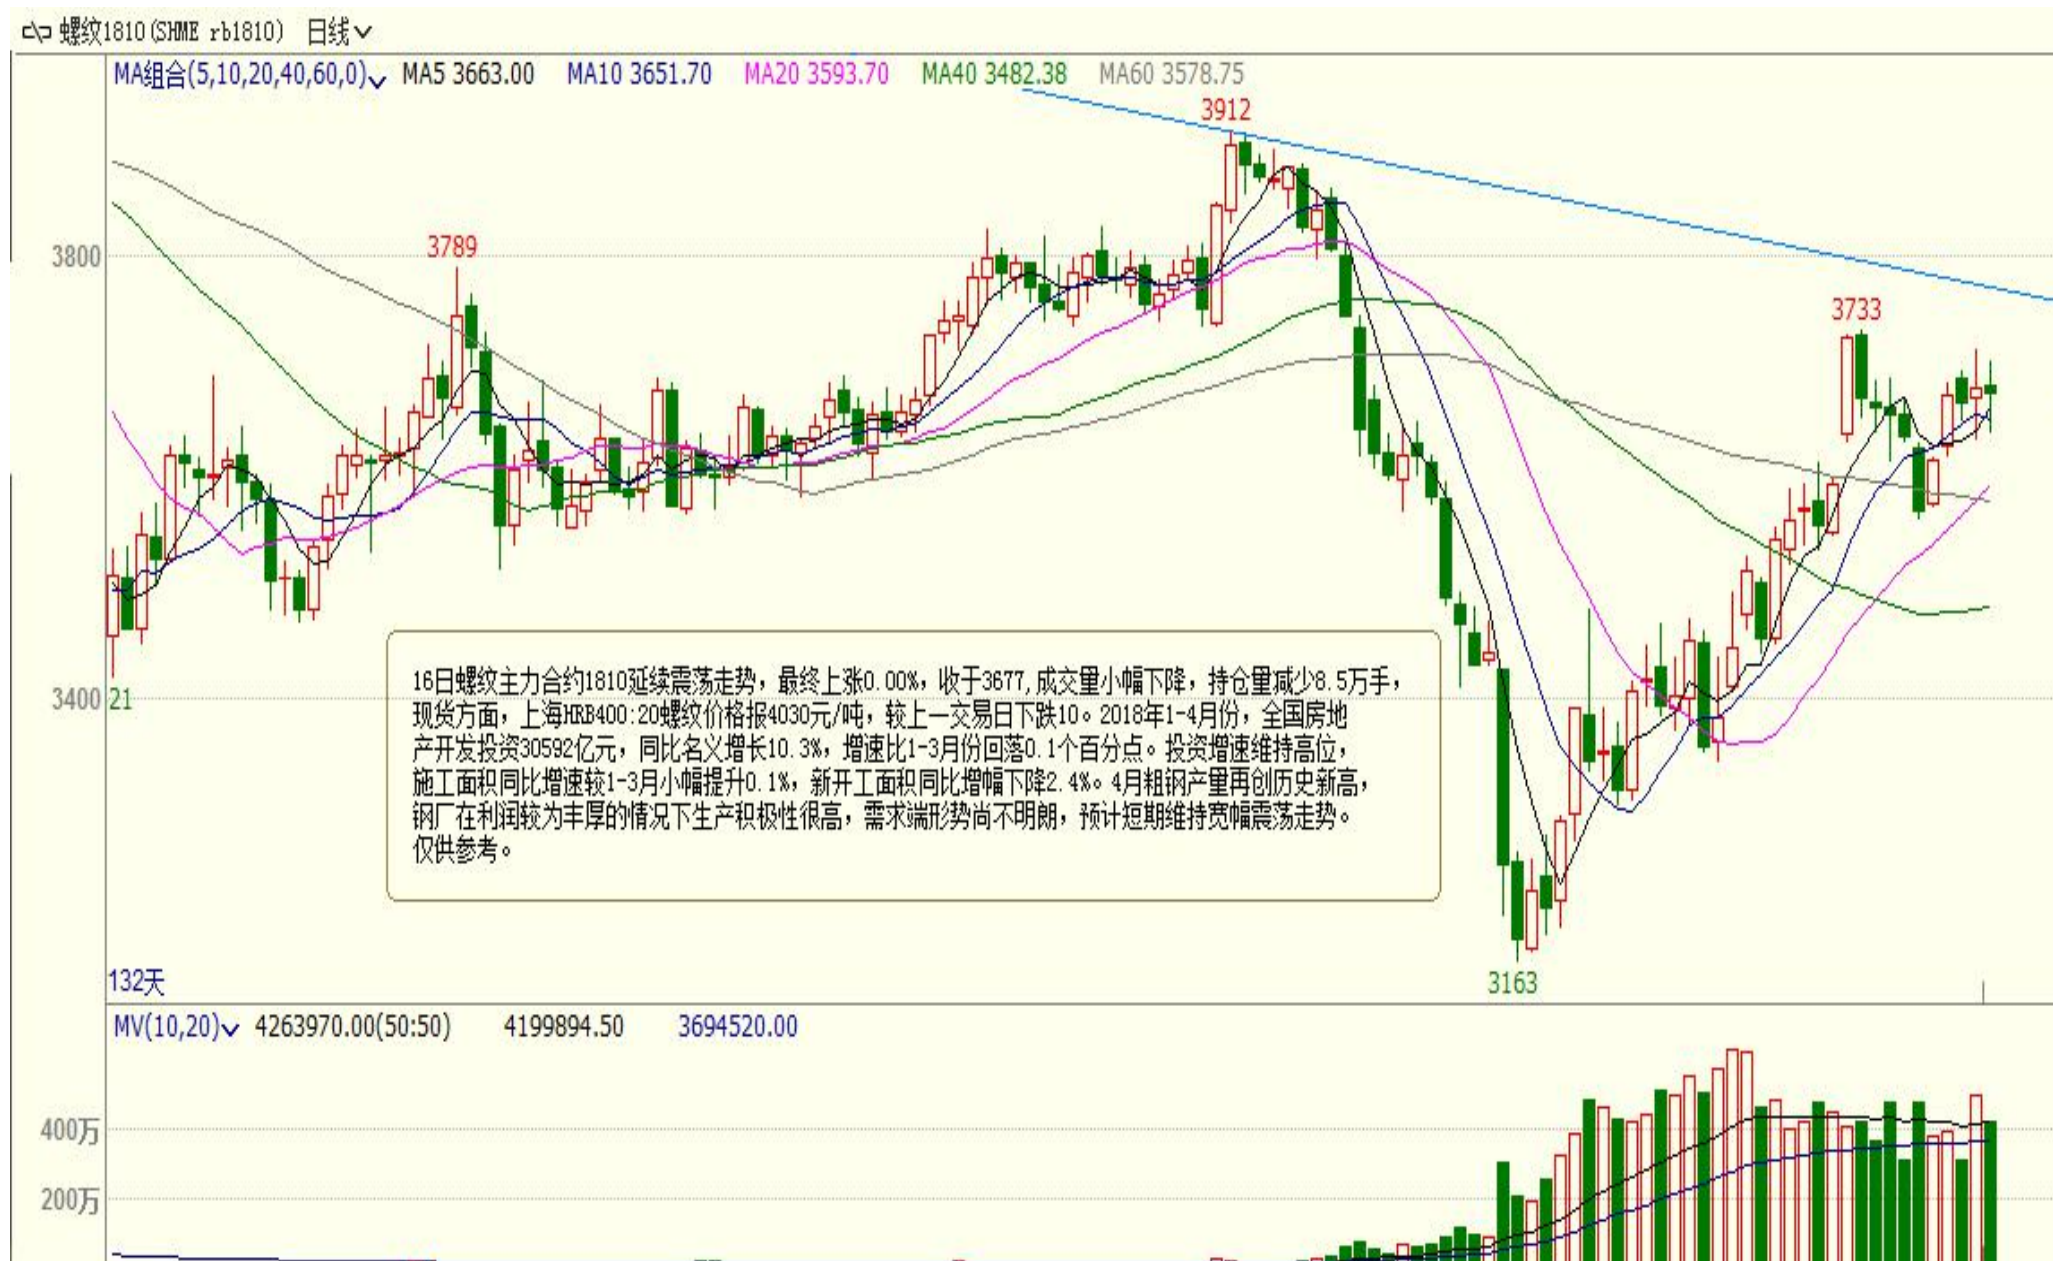 螺纹1810(SHME rb1810) 日线
MA组合(5,10,20,40,60,0) MA5 3663.00 MA10 3651.70 MA20 3593.70 MA40 3482.38 MA60 3578.75
3912
3789
3800
3733
3400 21
16日螺纹主力合约1810延续震荡走势，最终上涨0.00%，收于3677,成交量小幅下降，持仓量减少8.5万手，
现货方面，上海HRB400:20螺纹价格报4030元/吨，较上一交易日下跌10。2018年1-4月份，全国房地
产开发投资30592亿元，同比名义增长10.3%，增速比1-3月份回落0.1个百分点。投资增速维持高位，
施工面积同比增速较1-3月小幅提升0.1%，新开工面积同比增幅下降2.4%。4月粗钢产量再创历史新高，
钢厂在利润较为丰厚的情况下生产积极性很高，需求端形势尚不明朗，预计短期维持宽幅震荡走势。
仅供参考。
132天
3163
MV(10,20) 4263970.00(50:50) 4199894.50 3694520.00
400万
200万